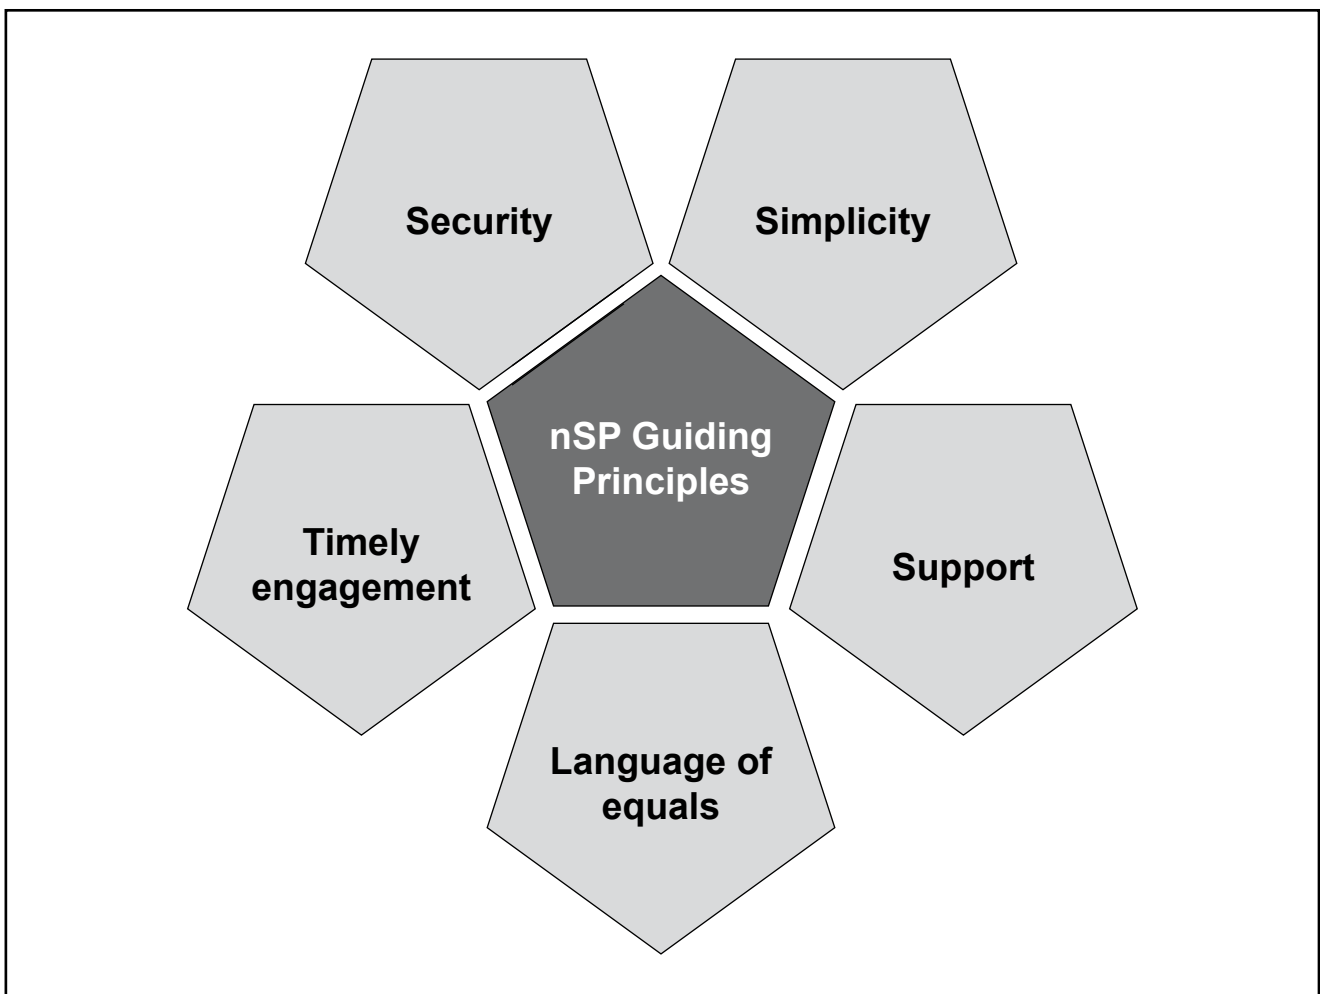 Security
Simplicity
nSP Guiding
Principles
Timely
engagement
Support
Language of
equals